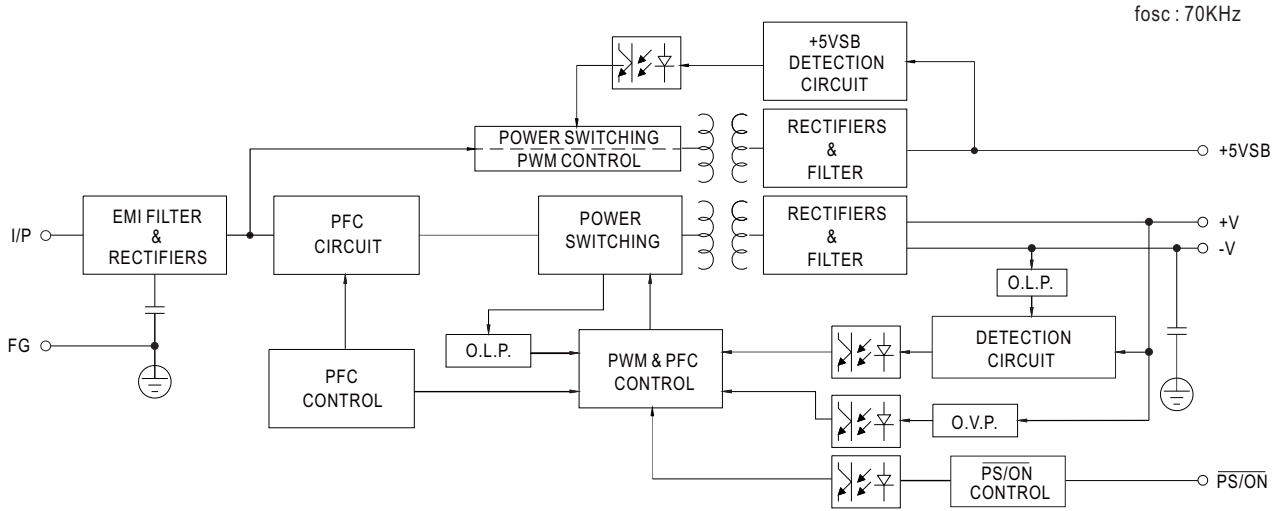 fosc : 70KHz
+5VSB
DETECTION
CIRCUIT
POWER SWITCHING
PWM CONTROL
RECTIFIERS
&
FILTER
+5VSB
I/P
EMI FILTER
&
RECTIFIERS
PFC
CIRCUIT
POWER
SWITCHING
RECTIFIERS
&
FILTER
+V
-V
O.L.P.
FG
O.L.P.
PFC
CONTROL
PWM & PFC
CONTROL
DETECTION
CIRCUIT
O.V.P.
PS/ON
CONTROL
PS/ON